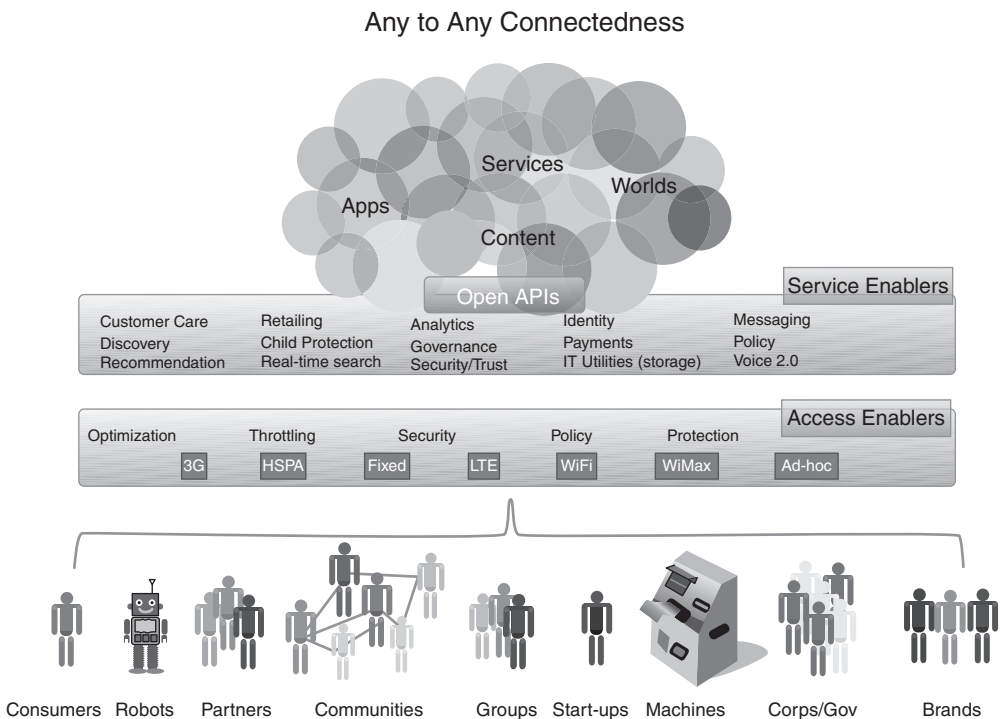 Any to Any Connectedness
Services
Worlds
Apps
Content
Open APIs
Service Enablers
Customer Care
Retailing
Analytics
Identity
Messaging
Discovery
Child Protection
Governance
Payments
Policy
Recommendation
Real-time search
Security/Trust
IT Utilities (storage)
Voice 2.0
Access Enablers
Optimization
Throttling
Security
Policy
Protection
3G
HSPA
Fixed
LTE
WiFi
WiMax
Ad-hoc
Consumers
Robots
Partners
Communities
Groups
Start-ups
Machines
Corps/Gov
Brands